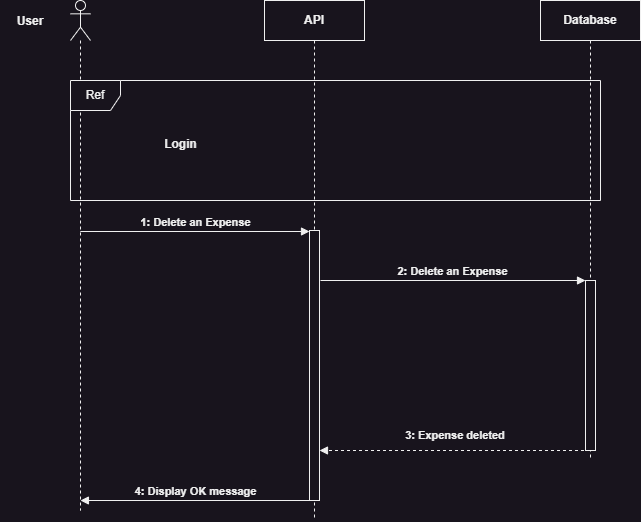 User
API
Database
Ref
Login
1: Delete an Expense
2: Delete an Expense
3: Expense deleted
4: Display OK message